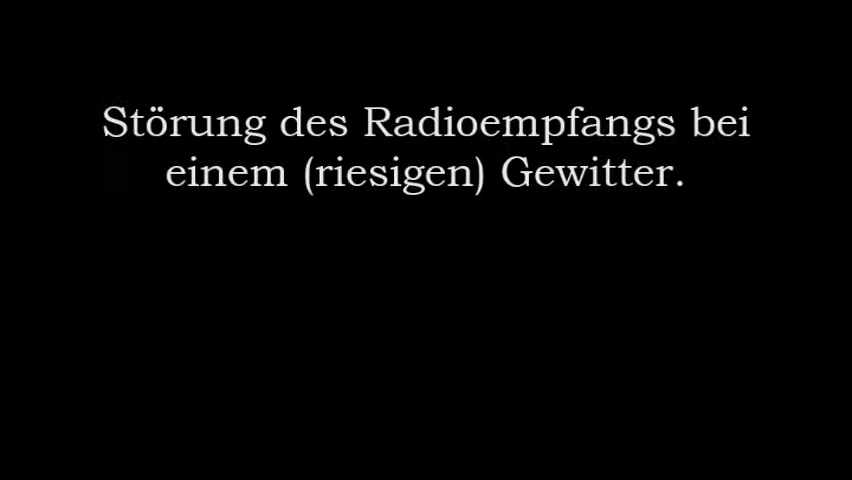 Störung des Radioempfangs bei
einem (riesigen) Gewitter.